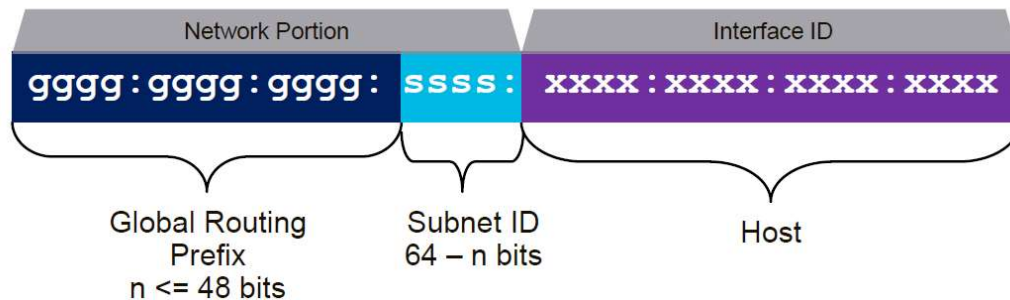 Network Portion
Interface ID
gggg:gggg:gggg:ssss:xxxx:xxxx:xxxx:xxxx
Global Routing
Prefix
n <= 48 bits
Subnet ID
64 – n bits
Host